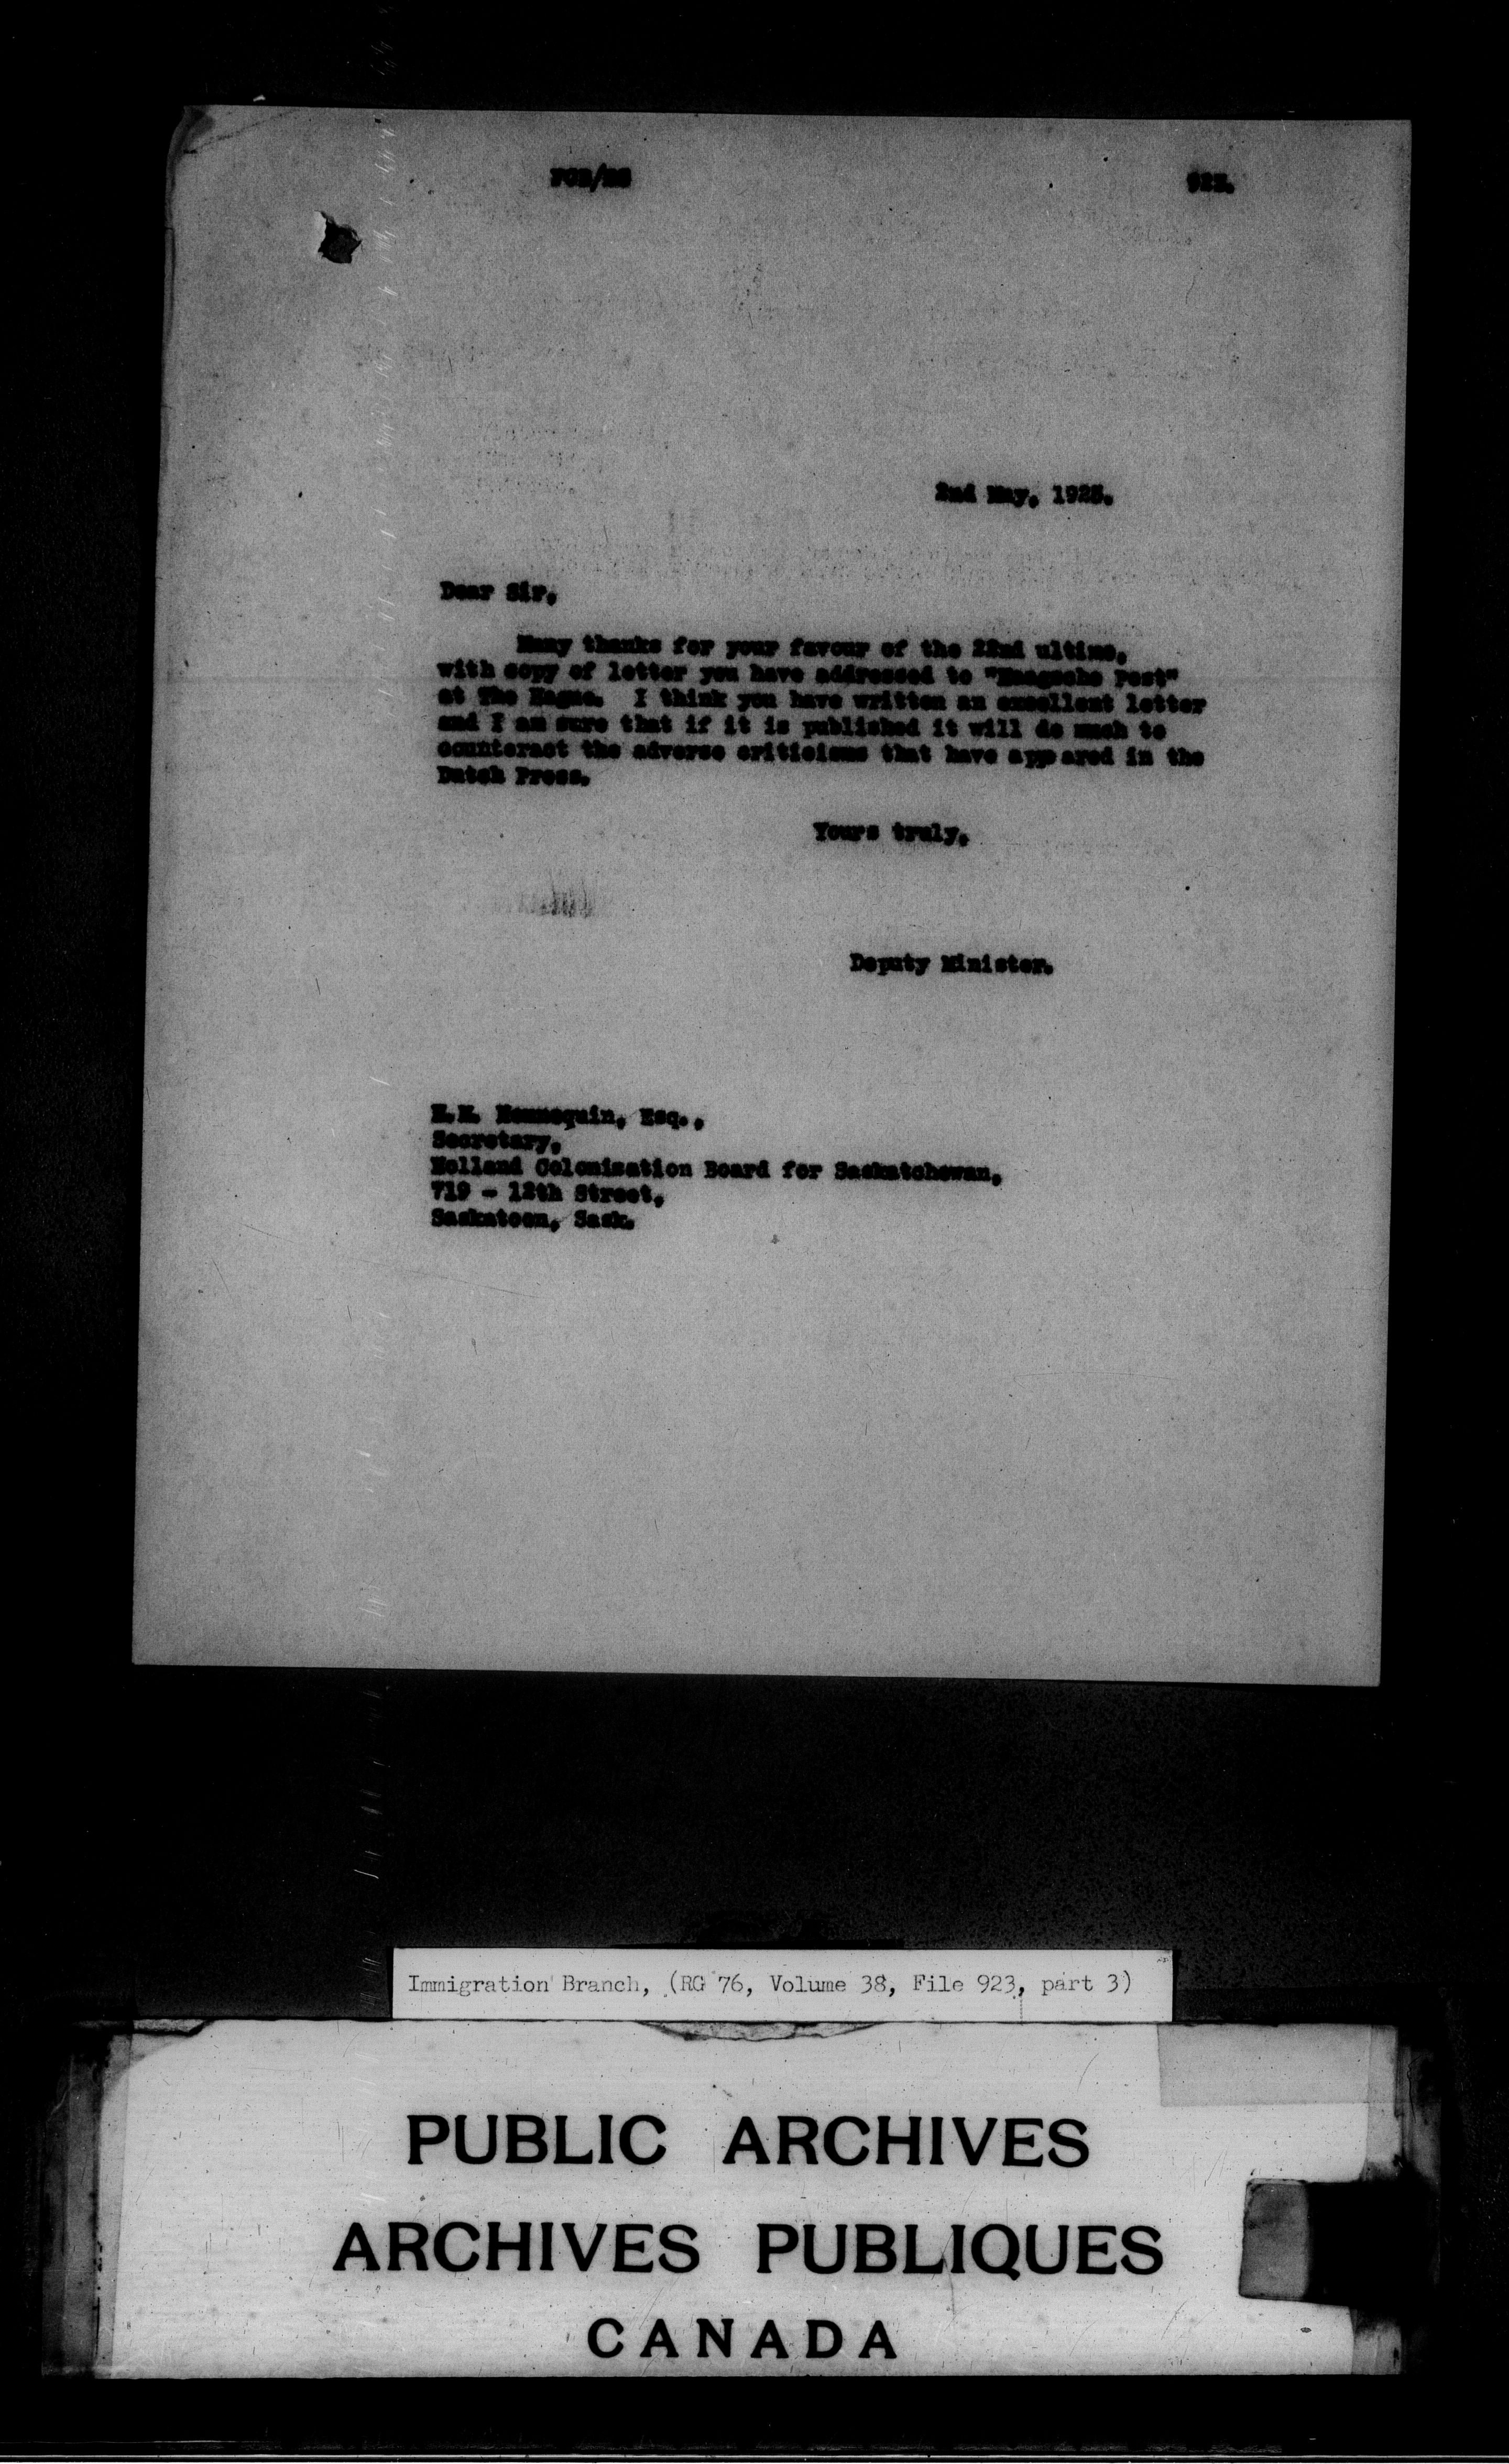 923.
2nd May, 1925.
Dear Sir,
Many thanks for your favour of the 22nd ultimo,
with copy of letter you have addressed to "Haagsche Post"
at The Hague. I think you have written an excellent letter
and I am sure that if it is published it will do much to
counteract the adverse criticisms that have appeared in the
Dutch Press.
Yours truly,
Deputy Minister.
Hennequin, Esq.,
Secretary,
Holland Colonization Board for Saskatchewan,
719 - 12th Street,
Saskatoon, Sask.
Immigration Branch, (RG 76, Volume 38, File 923, part 3)
PUBLIC ARCHIVES
ARCHIVES PUBLIQUES
CANADA